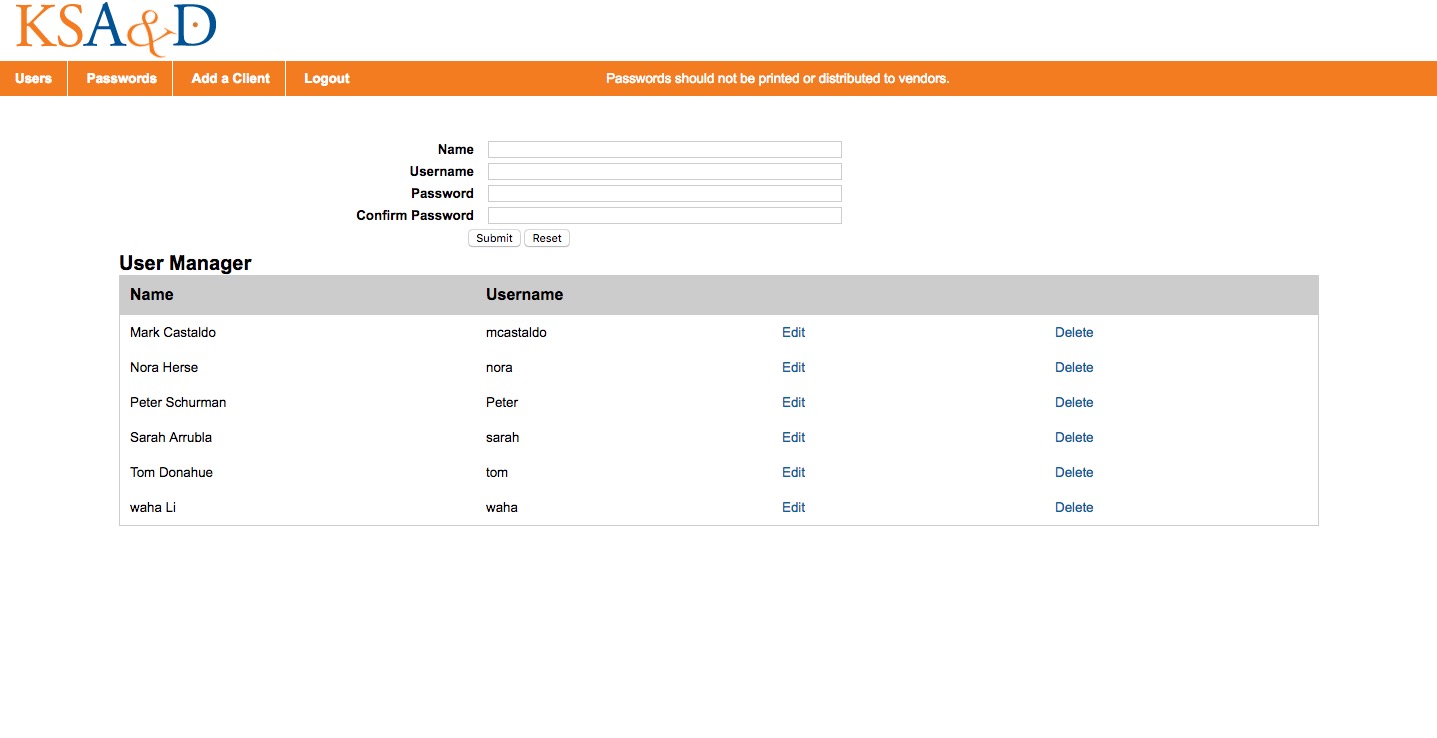 KSA&D
Users Passwords Add a Client Logout Passwords should not be printed or distributed to vendors.
Name
Username
Password
Confirm Password
Submit Reset
User Manager
Name Username
Mark Castaldo mcastaldo Edit Delete
Nora Herse nora Edit Delete
Peter Schurman Peter Edit Delete
Sarah Arrubla sarah Edit Delete
Tom Donahue tom Edit Delete
waha Li waha Edit Delete